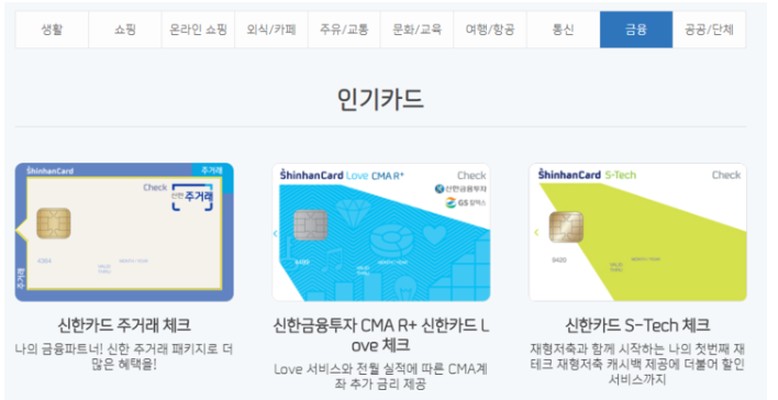 생활 쇼핑 온라인 쇼핑 외식/카페 주유/교통 문화/교육 여행/항공 통신 금융 공공/단체
인기카드
ShinhanCard
주거래
Check
신한 주거래
4364
주거래
ShinhanCard Love CMA R+ Check
신한금융투자
GS칼텍스
ShinhanCard S-Tech Check
9420
신한카드 주거래 체크
나의 금융파트너! 신한 주거래 패키지로 더
많은 혜택을!
신한금융투자 CMA R+ 신한카드 L
ove 체크
Love 서비스와 전월 실적에 따른 CMA계
좌 추가 금리 제공
신한카드 S-Tech 체크
재형저축과 함께 시작하는 나의 첫번째 재
테크 재형저축 캐시백 제공에 더불어 할인
서비스까지